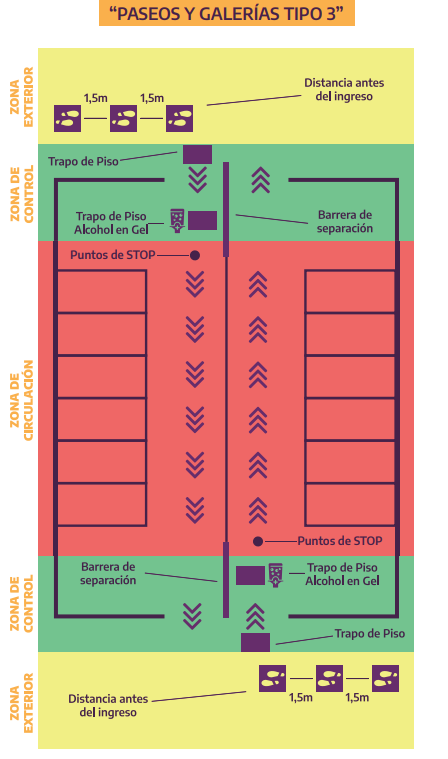 “PASEOS Y GALERÍAS TIPO 3”
ZONA
EXTERIOR
1,5m
1,5m
Distancia antes
del ingreso
ZONA DE
CONTROL
Trapo de Piso
Trapo de Piso
Alcohol en Gel
Barrera de
separación
Puntos de STOP
ZONA DE
CIRCULACIÓN
Puntos de STOP
ZONA DE
CONTROL
Barrera de
separación
Trapo de Piso
Alcohol en Gel
Trapo de Piso
ZONA
EXTERIOR
Distancia antes
del ingreso
1,5m
1,5m